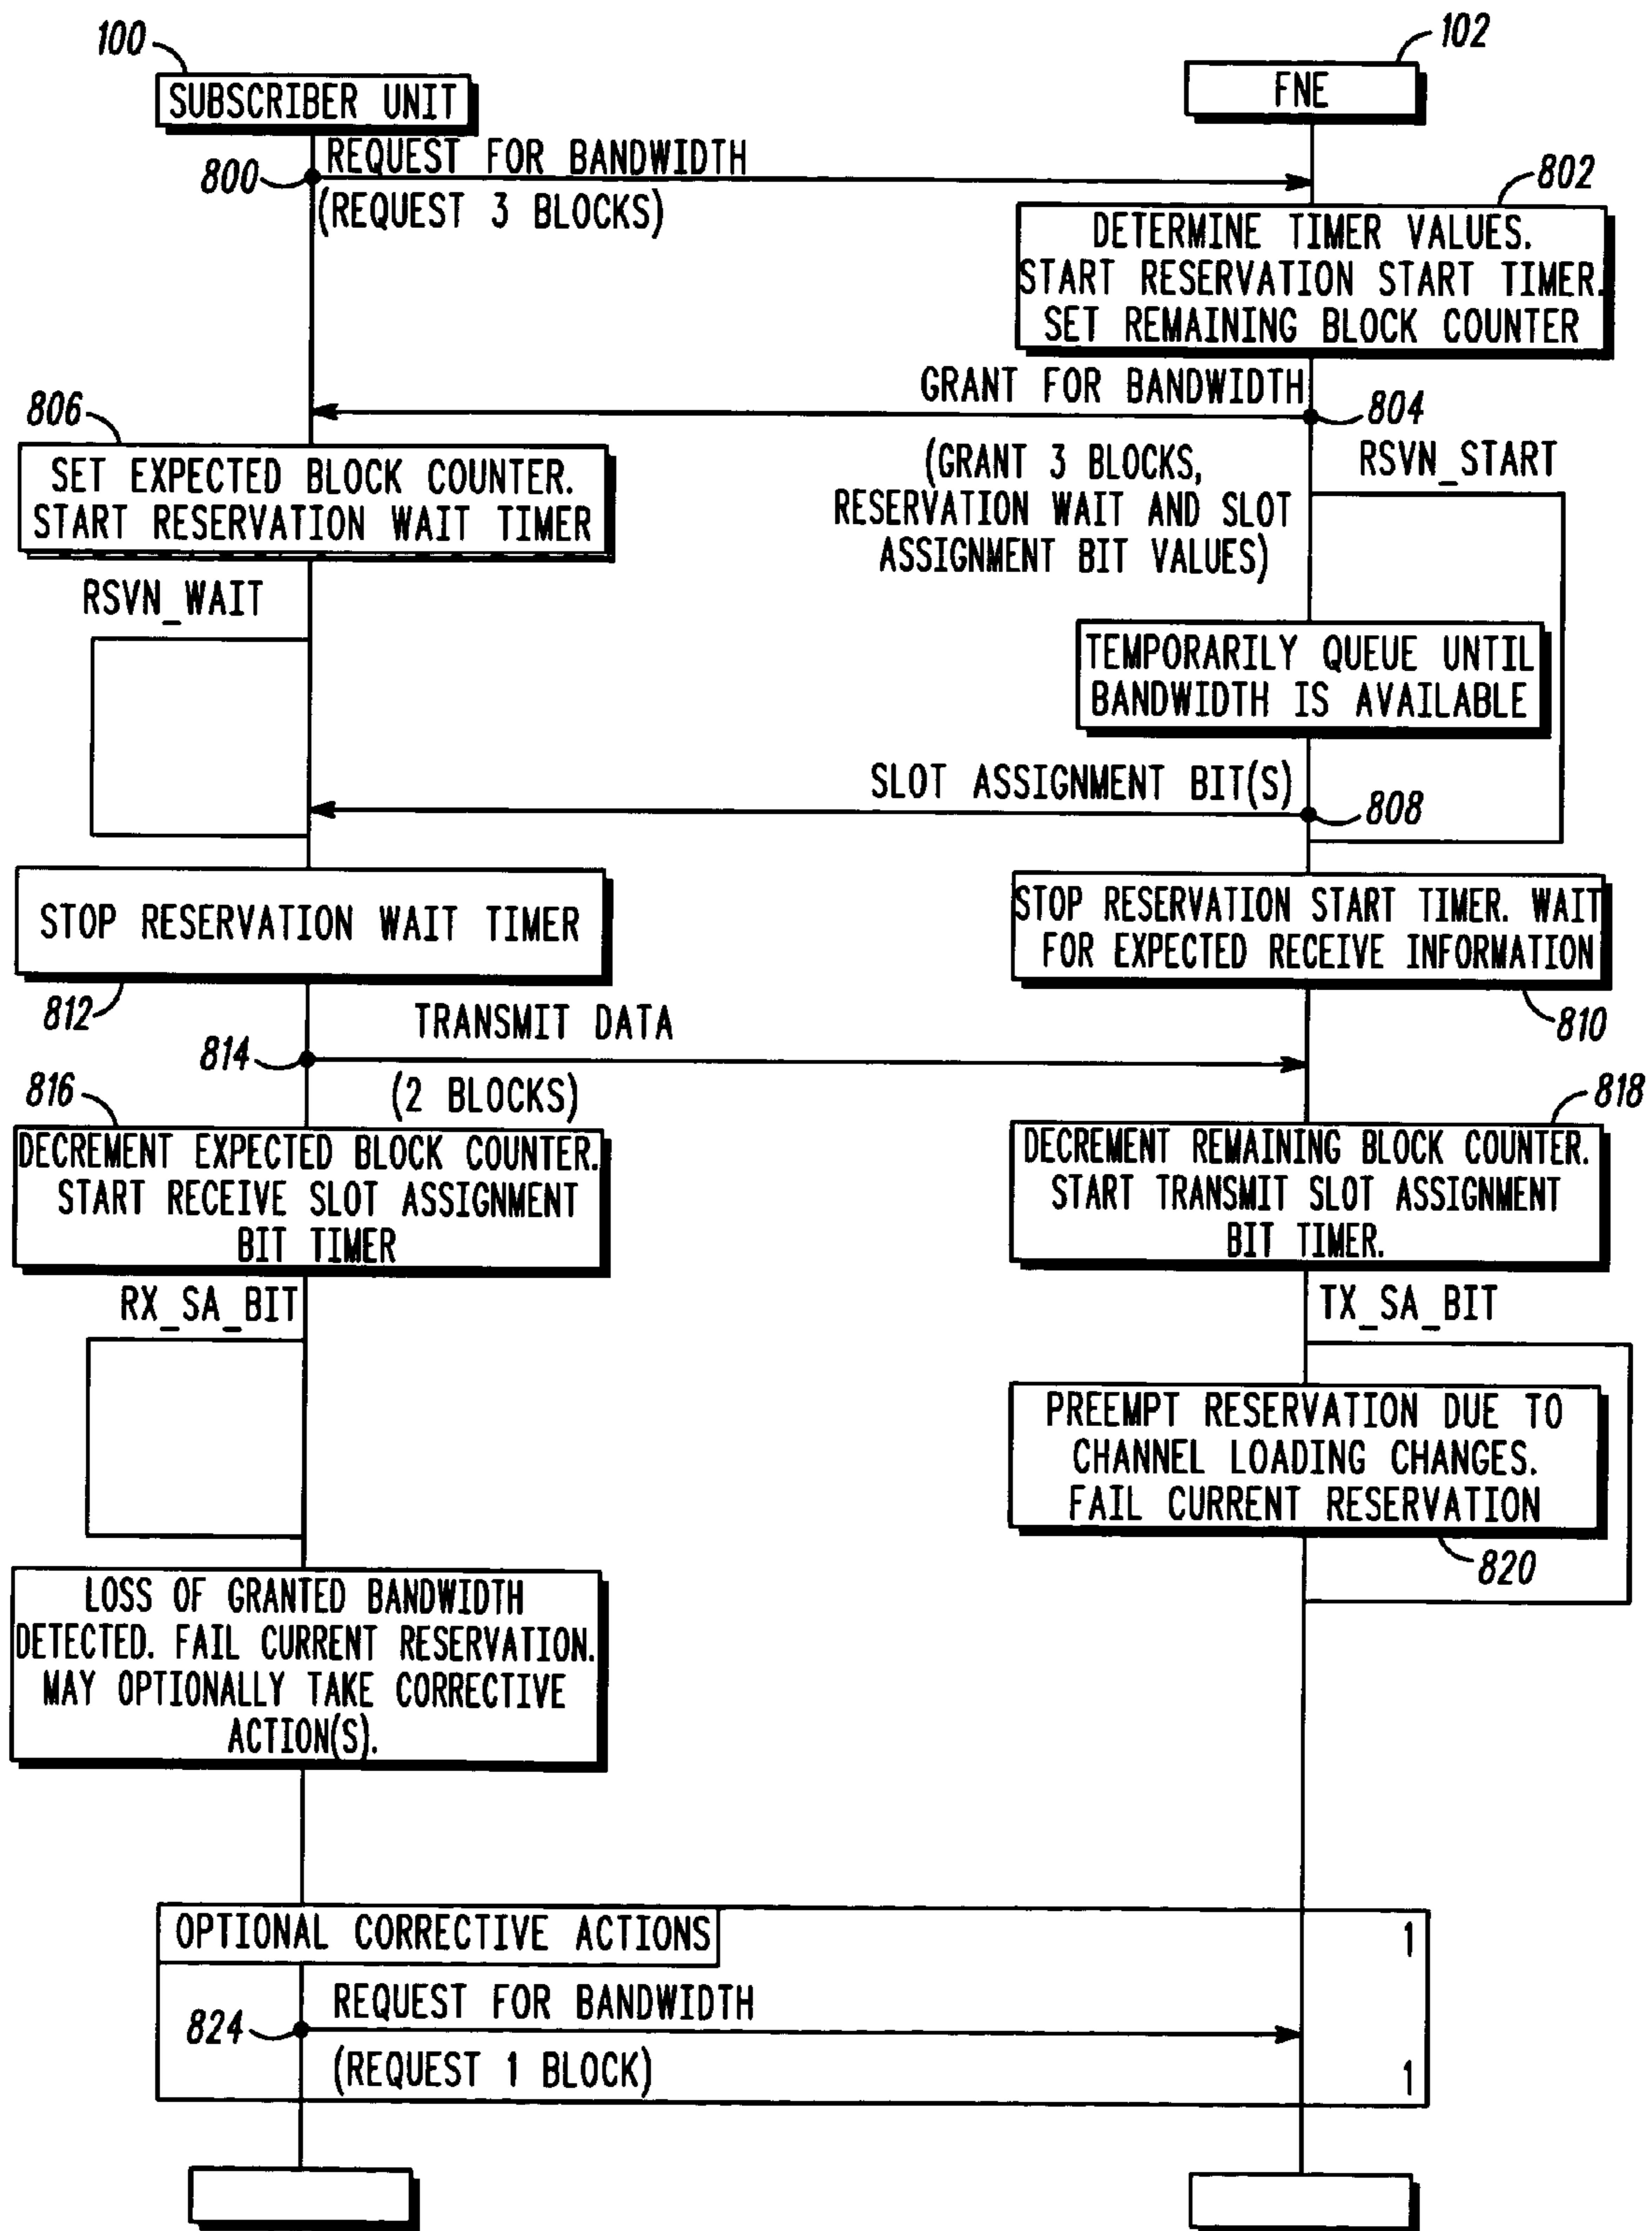 100
102
SUBSCRIBER UNIT
FNE
800
REQUEST FOR BANDWIDTH
(REQUEST 3 BLOCKS)
802
DETERMINE TIMER VALUES.
START RESERVATION START TIMER.
SET REMAINING BLOCK COUNTER
GRANT FOR BANDWIDTH
804
806
SET EXPECTED BLOCK COUNTER.
START RESERVATION WAIT TIMER
(GRANT 3 BLOCKS,
RESERVATION WAIT AND SLOT
ASSIGNMENT BIT VALUES)
RSVN_START
RSVN_WAIT
TEMPORARILY QUEUE UNTIL
BANDWIDTH IS AVAILABLE
SLOT ASSIGNMENT BIT(S)
808
STOP RESERVATION WAIT TIMER
812
STOP RESERVATION START TIMER. WAIT
FOR EXPECTED RECEIVE INFORMATION
810
814
TRANSMIT DATA
(2 BLOCKS)
816
DECREMENT EXPECTED BLOCK COUNTER.
START RECEIVE SLOT ASSIGNMENT
BIT TIMER
818
DECREMENT REMAINING BLOCK COUNTER.
START TRANSMIT SLOT ASSIGNMENT
BIT TIMER.
RX_SA_BIT
TX_SA_BIT
PREEMPT RESERVATION DUE TO
CHANNEL LOADING CHANGES.
FAIL CURRENT RESERVATION
820
LOSS OF GRANTED BANDWIDTH
DETECTED. FAIL CURRENT RESERVATION.
MAY OPTIONALLY TAKE CORRECTIVE
ACTION(S).
OPTIONAL CORRECTIVE ACTIONS
1
824
REQUEST FOR BANDWIDTH
(REQUEST 1 BLOCK)
1